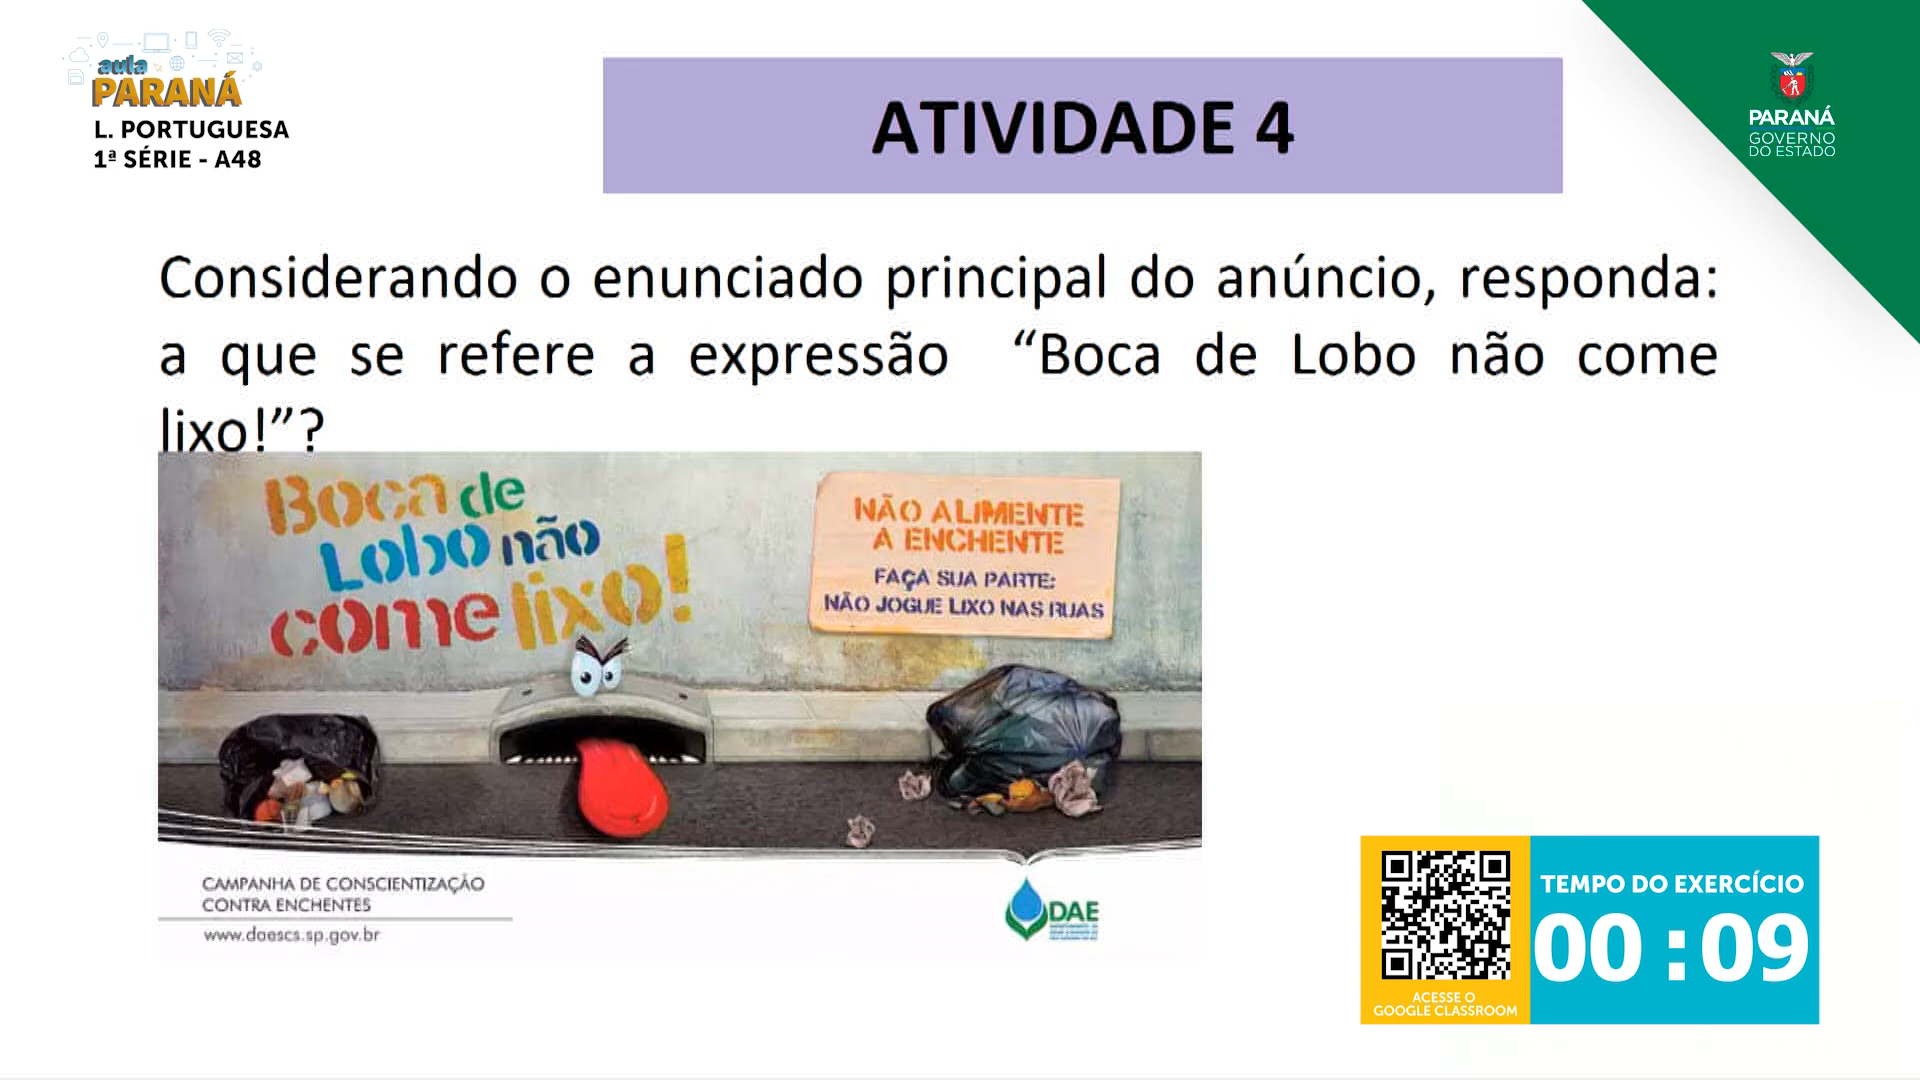 aula
PARANÁ
L. PORTUGUESA
1ª SÉRIE - A48
ATIVIDADE 4
PARANÁ
GOVERNO
DO ESTADO
Considerando o enunciado principal do anúncio, responda:
a que se refere a expressão “Boca de Lobo não come
lixo!”?
Boca de
Lobo não
come lixo!
NÃO ALIMENTE
A ENCHENTE
FAÇA SUA PARTE:
NÃO JOGUE LIXO NAS RUAS
CAMPANHA DE CONSCIENTIZAÇÃO
CONTRA ENCHENTES
www.daescs.sp.gov.br
DAE
TEMPO DO EXERCÍCIO
00:09
ACESSE O
GOOGLE CLASSROOM